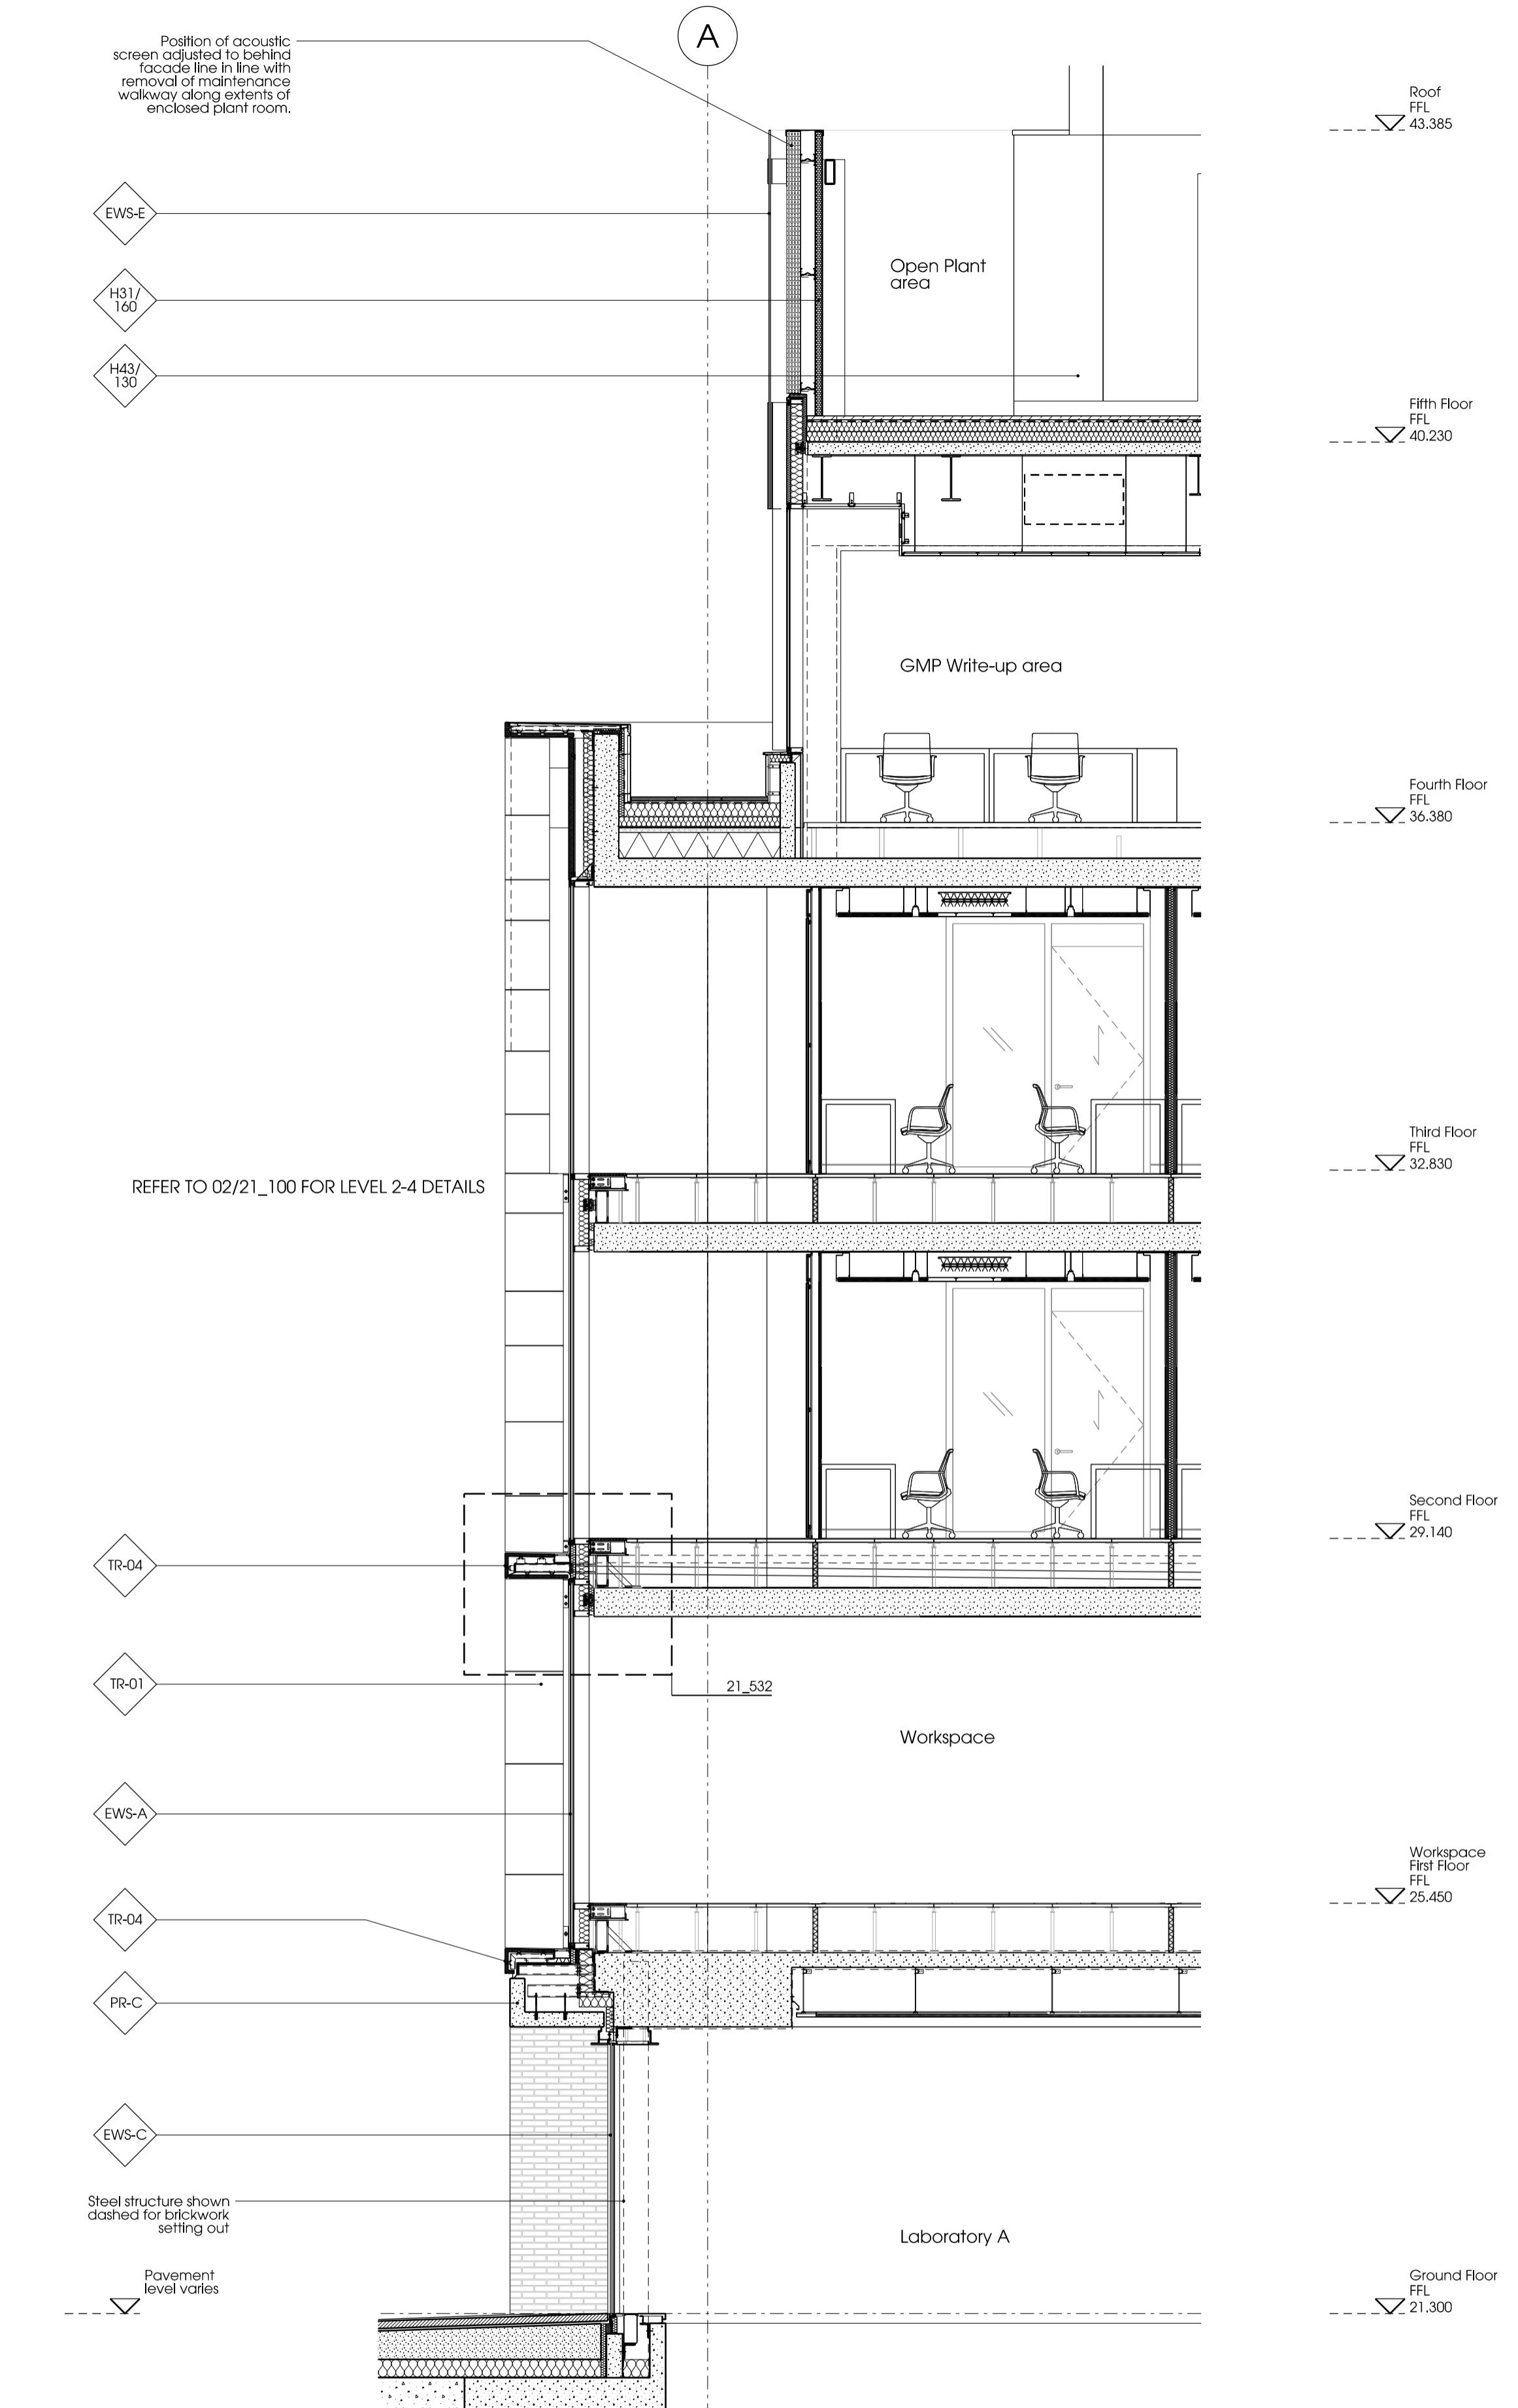 A
Position of acoustic
screen adjusted to behind
facade line in line with
removal of maintenance
walkway along extents of
enclosed plant room.
Roof
FFL
43.385
EWS-E
Open Plant
area
H31/
160
H43/
130
Fifth Floor
FFL
40.230
GMP Write-up area
Fourth Floor
FFL
36.380
Third Floor
FFL
32.830
REFER TO 02/21_100 FOR LEVEL 2-4 DETAILS
Second Floor
FFL
29.140
TR-04
TR-01
21_532
Workspace
EWS-A
Workspace
First Floor
FFL
25.450
TR-04
PR-C
EWS-C
Steel structure shown
dashed for brickwork
setting out
Laboratory A
Pavement
level varies
Ground Floor
FFL
21.300